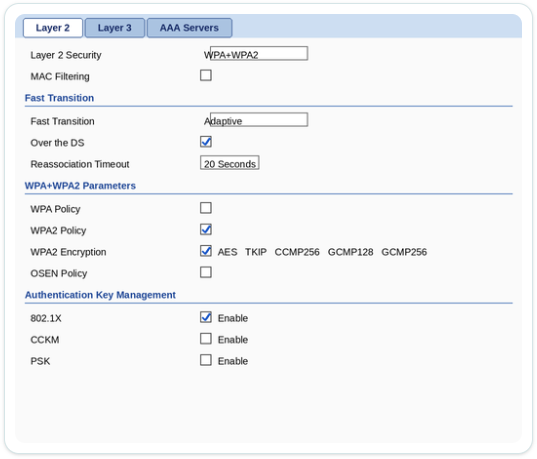 Layer 2 Layer 3 AAA Servers
Layer 2 Security WPA+WPA2
MAC Filtering
Fast Transition
Fast Transition Adaptive
Over the DS
Reassociation Timeout 20 Seconds
WPA+WPA2 Parameters
WPA Policy
WPA2 Policy
WPA2 Encryption AES TKIP CCMP256 GCMP128 GCMP256
OSEN Policy
Authentication Key Management
802.1X Enable
CCKM Enable
PSK Enable